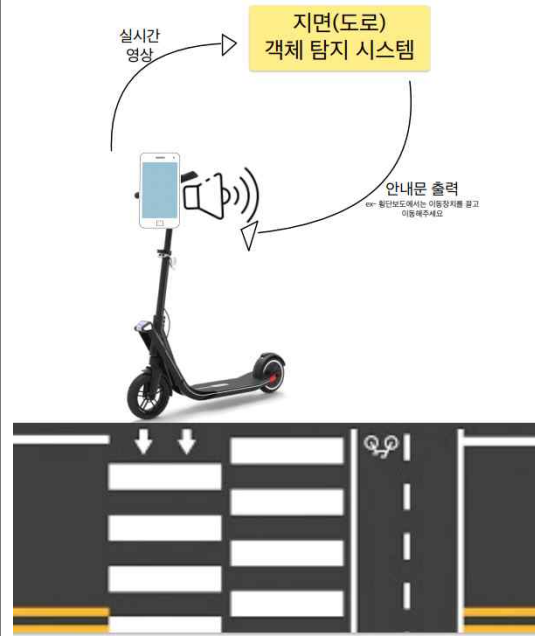 실시간
영상
지면(도로)
객체 탐지 시스템
안내문 출력
ex- 횡단보도에서는 이동장치를 끌고
이동해주세요